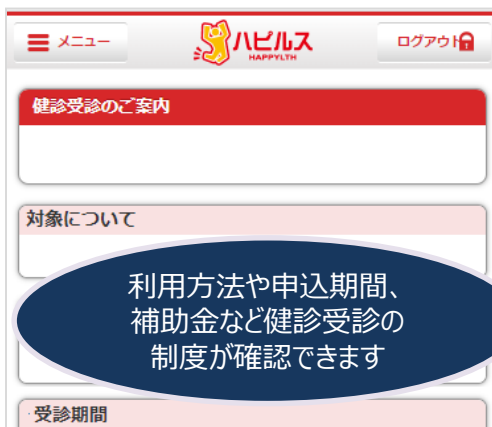 メニュー
ハピルス
HAPPYLTH
ログアウト
健診受診のご案内
対象について
利用方法や申込期間、
補助金など健診受診の
制度が確認できます
受診期間